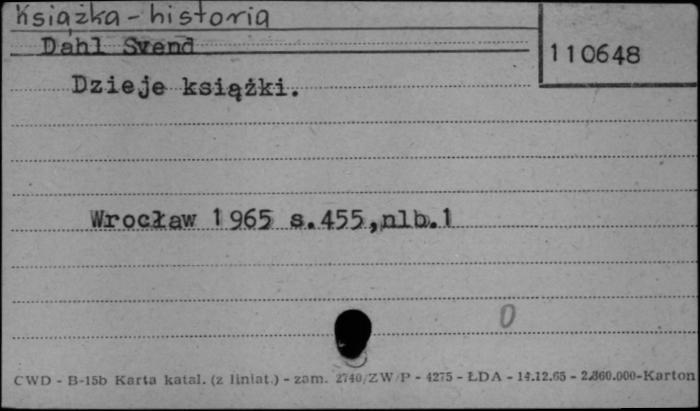 Książka - historia
Dahl Svend
110648
Dzieje książki.
Wrocław 1965 s.455,nlb.1
0
CWD - B-15b Karta katal. (z liniat.) - zam. 2740/ZW/P - 4275 - ŁDA - 14.12.65 - 2.860.000-Karton